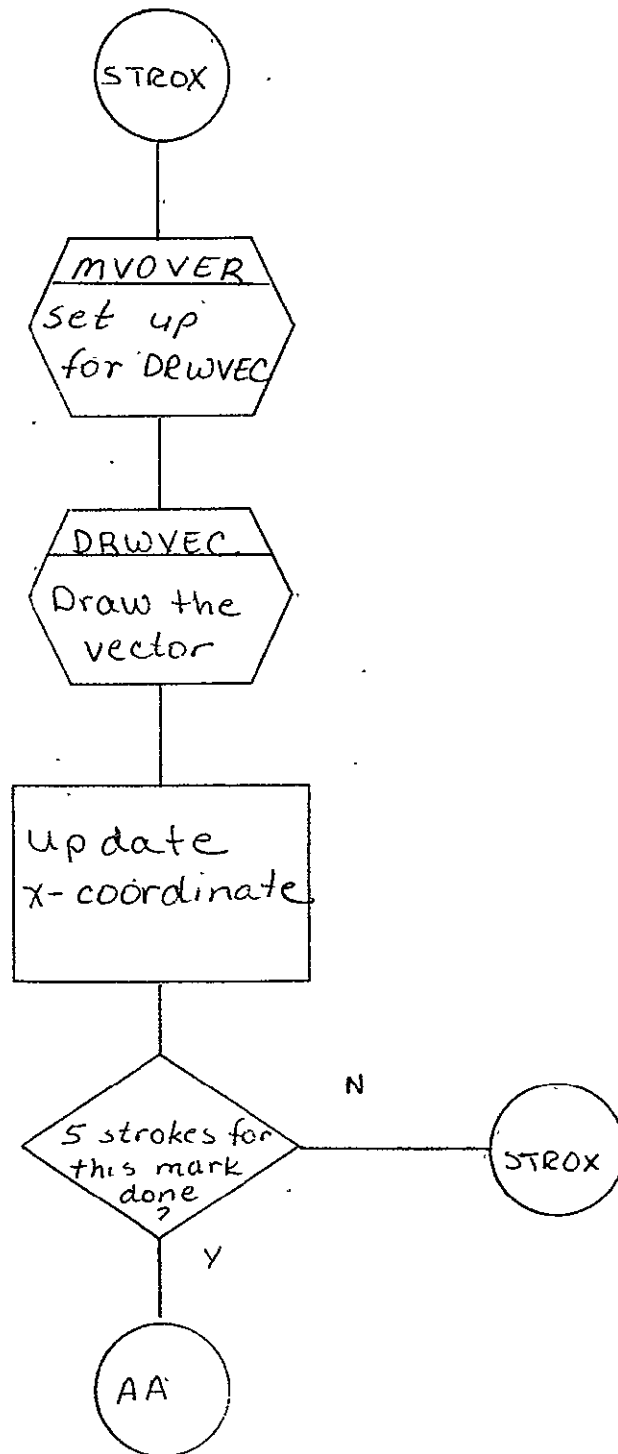 STROX
MVOVER
set up
for DRWVEC
DRWVEC
Draw the
vector
update
x-coordinate
5 strokes for
this mark
done
?
N
STROX
Y
AA